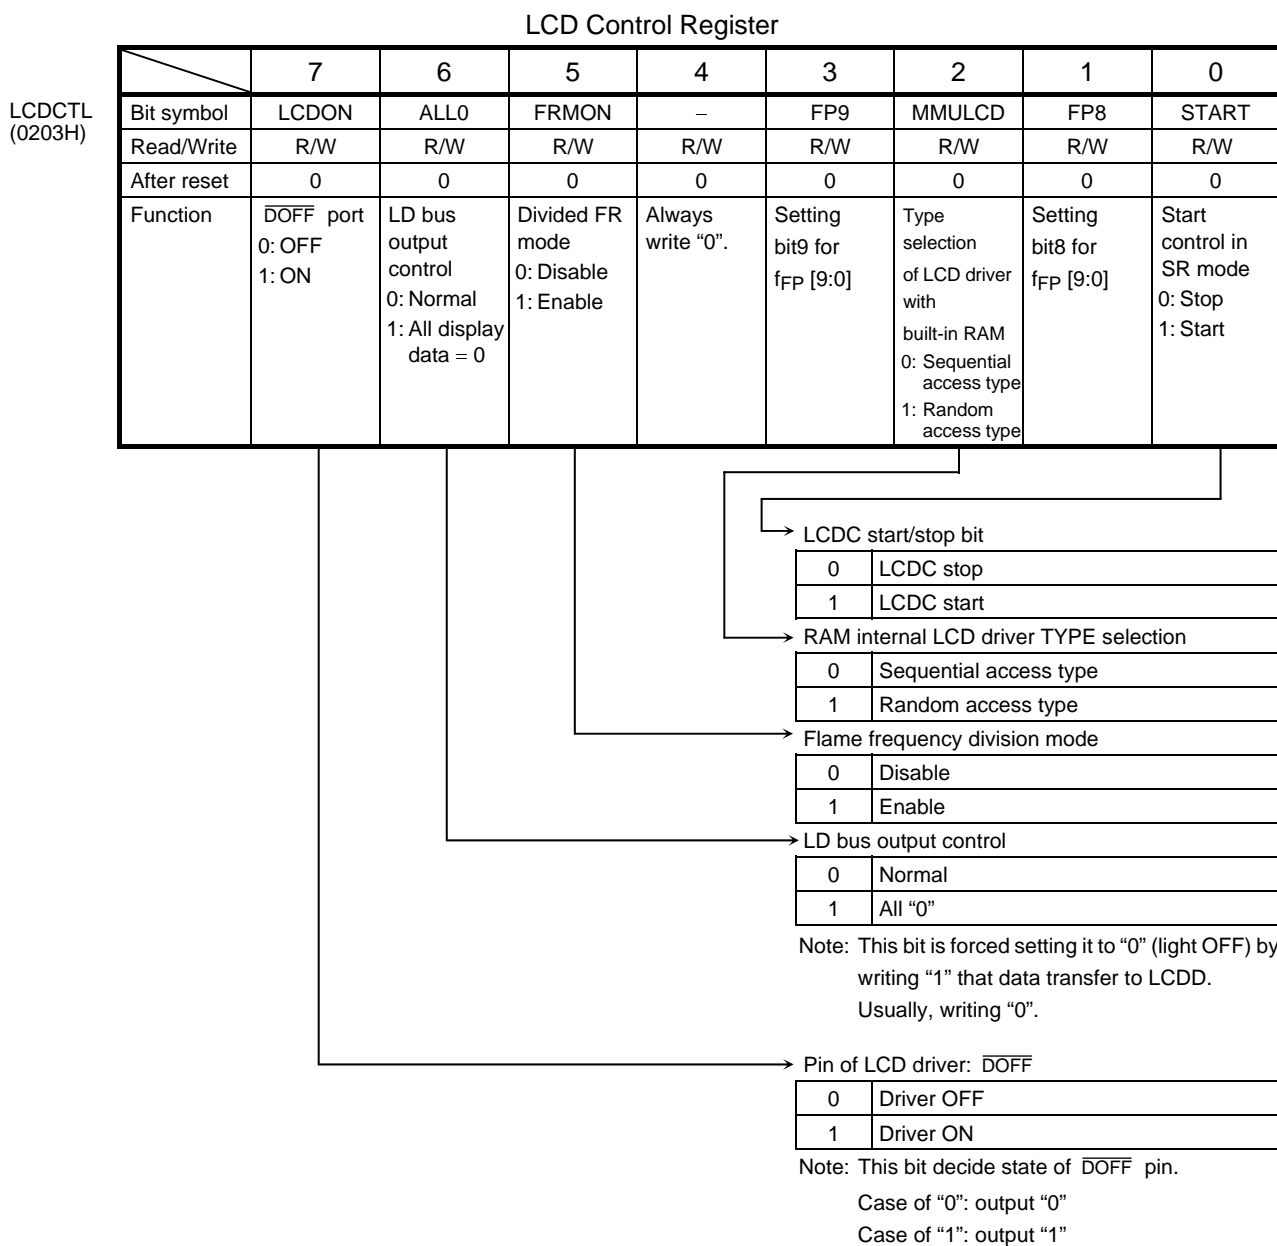 LCD Control Register
7 6 5 4 3 2 1 0
LCDCTL
(0203H)
Bit symbol LCDON ALL0 FRMON – FP9 MMULCD FP8 START
Read/Write R/W R/W R/W R/W R/W R/W R/W R/W
After reset 0 0 0 0 0 0 0 0
Function
DOFF port
0: OFF
1: ON
LD bus
output
control
0: Normal
1: All display
data = 0
Divided FR
mode
0: Disable
1: Enable
Always
write “0”.
Setting
bit9 for
fFP [9:0]
Type
selection
of LCD driver
with
built-in RAM
0: Sequential
access type
1: Random
access type
Setting
bit8 for
fFP [9:0]
Start
control in
SR mode
0: Stop
1: Start
LCDC start/stop bit
0 LCDC stop
1 LCDC start
RAM internal LCD driver TYPE selection
0 Sequential access type
1 Random access type
Flame frequency division mode
0 Disable
1 Enable
LD bus output control
0 Normal
1 All “0”
Note: This bit is forced setting it to “0” (light OFF) by
writing “1” that data transfer to LCDD.
Usually, writing “0”.
Pin of LCD driver: DOFF
0 Driver OFF
1 Driver ON
Note: This bit decide state of DOFF pin.
Case of “0”: output “0”
Case of “1”: output “1”